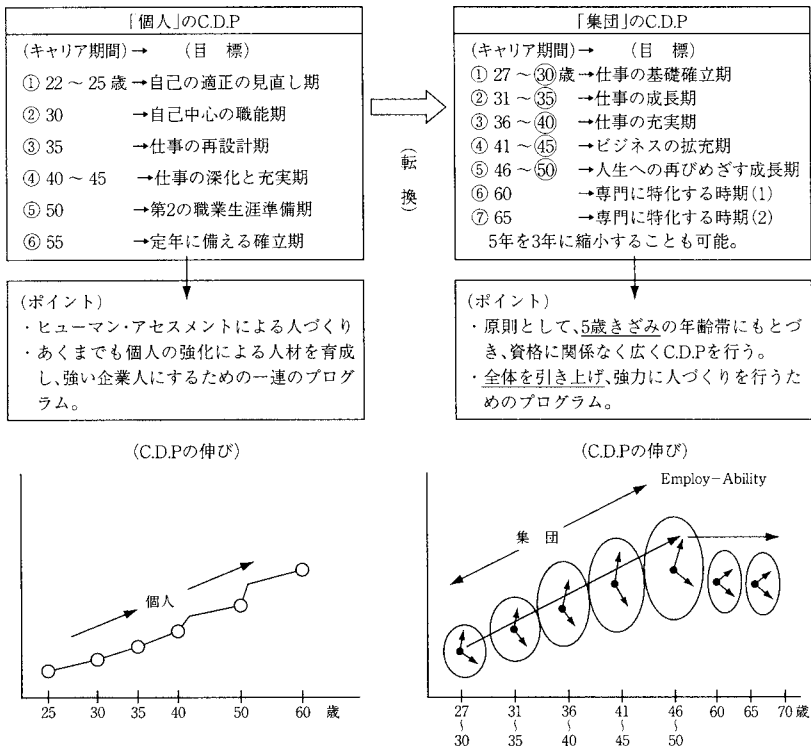 「個人」のC.D.P
(キャリア期間)→ (目 標)
① 22 〜 25 歳→自己の適正の見直し期
② 30 →自己中心の職能期
③ 35 →仕事の再設計期
④ 40 〜 45 →仕事の深化と充実期
⑤ 50 →第2の職業生涯準備期
⑥ 55 →定年に備える確立期
(転換)
「集団」のC.D.P
(キャリア期間)→ (目 標)
① 27 〜㉚歳→仕事の基礎確立期
② 31 〜㉟ →仕事の成長期
③ 36 〜㊵ →仕事の充実期
④ 41 〜㊺ →ビジネスの拡充期
⑤ 46 〜㊿ →人生への再びめざす成長期
⑥ 60 →専門に特化する時期(1)
⑦ 65 →専門に特化する時期(2)
5年を3年に縮小することも可能。
(ポイント)
・ヒューマン・アセスメントによる人づくり
・あくまでも個人の強化による人材を育成
し、強い企業人にするための一連のプログ
ラム。
(ポイント)
・原則として、5歳きざみの年齢帯にもとづ
き、資格に関係なく広くC.D.Pを行う。
・全体を引き上げ、強力に人づくりを行うた
めのプログラム。
(C.D.Pの伸び)
個人
25 30 35 40 50 60 歳
(C.D.Pの伸び)
Employ−Ability
集団
27 31 36 41 46 60 65 70歳
〜 〜 〜 〜 〜
30 35 40 45 50